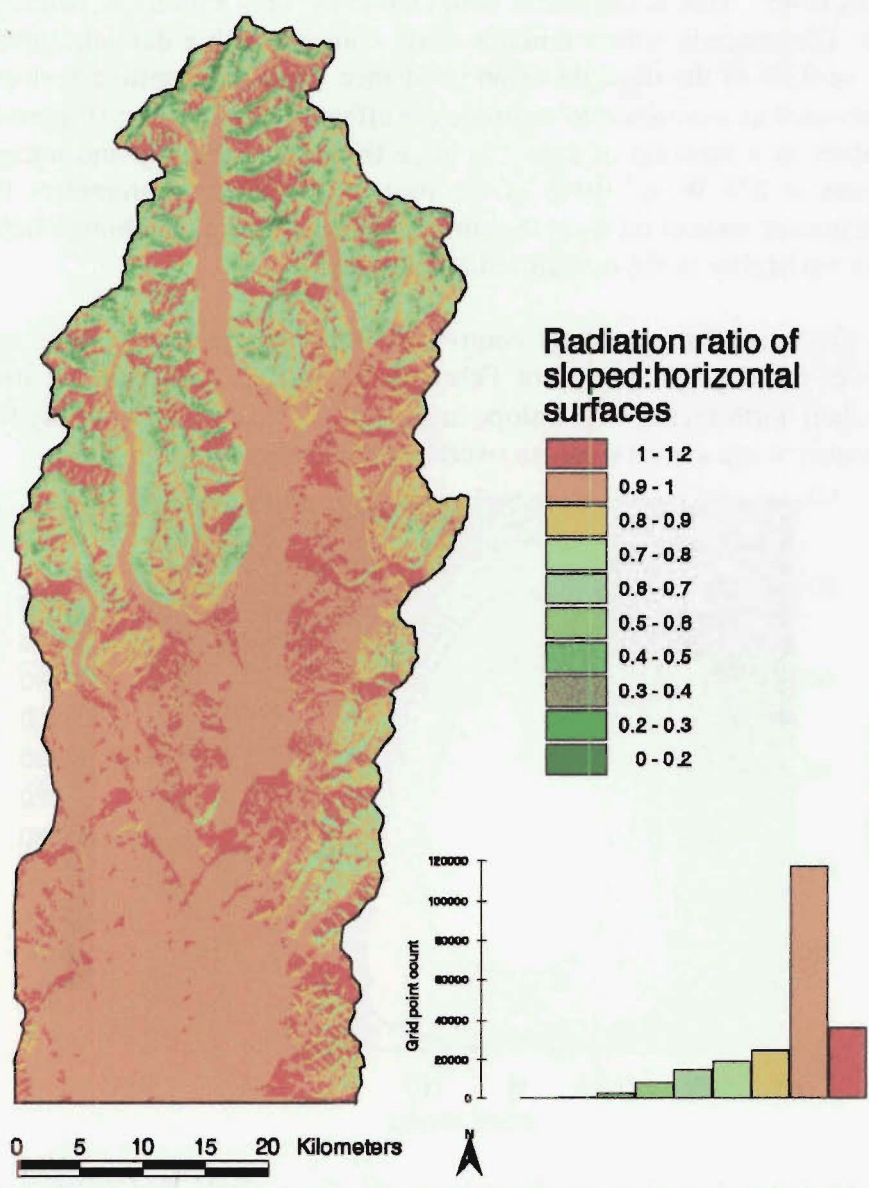 Radiation ratio of
sloped:horizontal
surfaces
1 - 1.2
0.9 - 1
0.8 - 0.9
0.7 - 0.8
0.6 - 0.7
0.5 - 0.6
0.4 - 0.5
0.3 - 0.4
0.2 - 0.3
0 - 0.2
120000
100000
80000
60000
40000
20000
0
Grid point count
0 5 10 15 20 Kilometers
N